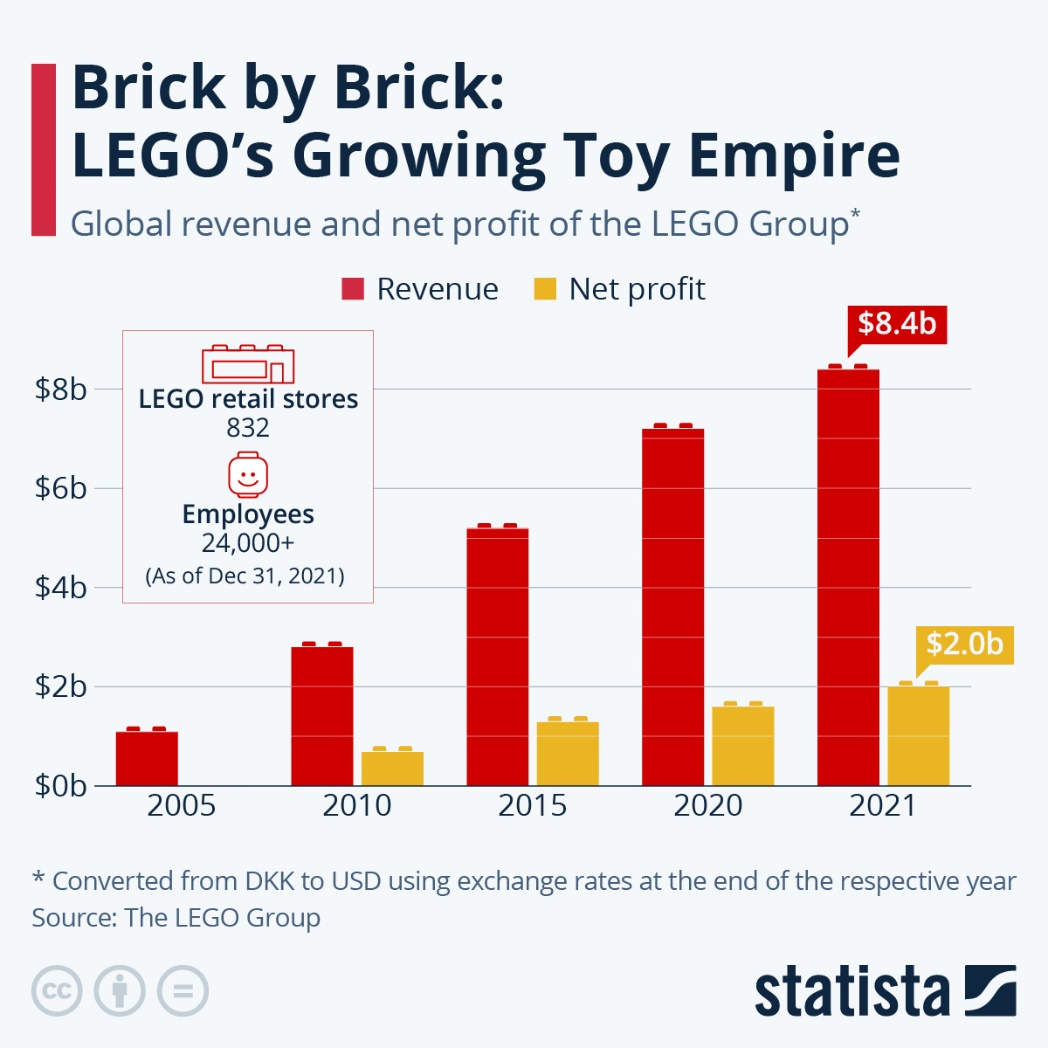 Brick by Brick:
LEGO’s Growing Toy Empire
Global revenue and net profit of the LEGO Group*
Revenue
Net profit
$8.4b
LEGO retail stores
832
Employees
24,000+
(As of Dec 31, 2021)
$8b
$6b
$4b
$2b
$0b
$2.0b
2005
2010
2015
2020
2021
* Converted from DKK to USD using exchange rates at the end of the respective year
Source: The LEGO Group
cc
statista